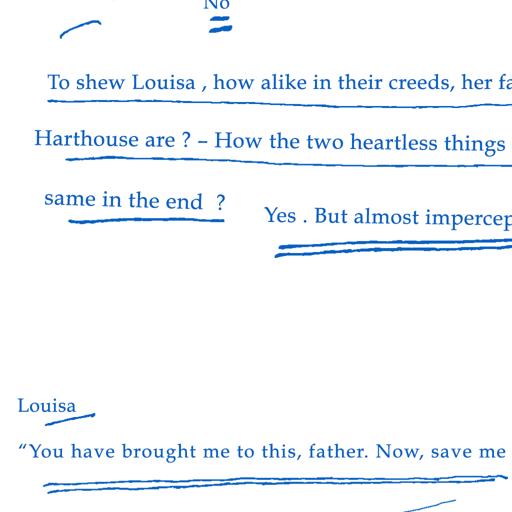 No
To shew Louisa , how alike in their creeds, her fa
Harthouse are ? – How the two heartless things
same in the end ?
Yes . But almost impercep
Louisa
“You have brought me to this, father. Now, save me